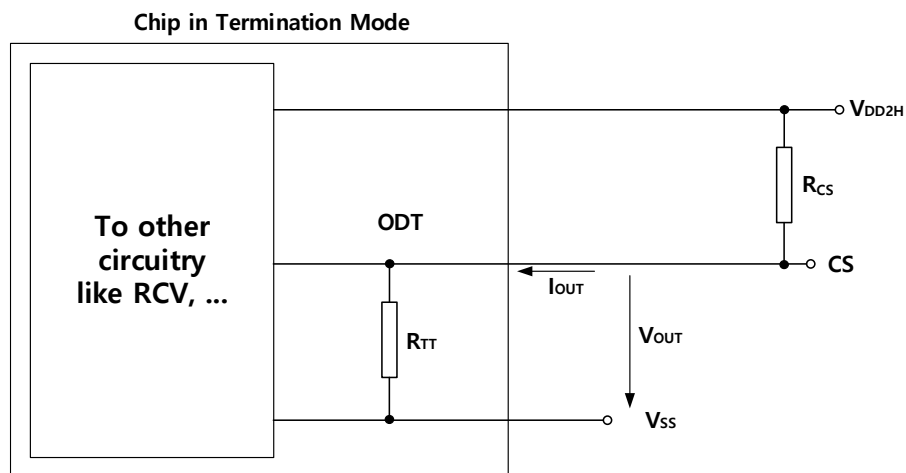 Chip in Termination Mode
VDD2H
RCS
To other
circuitry
like RCV, ...
ODT
CS
IOUT
VOUT
RTT
VSS